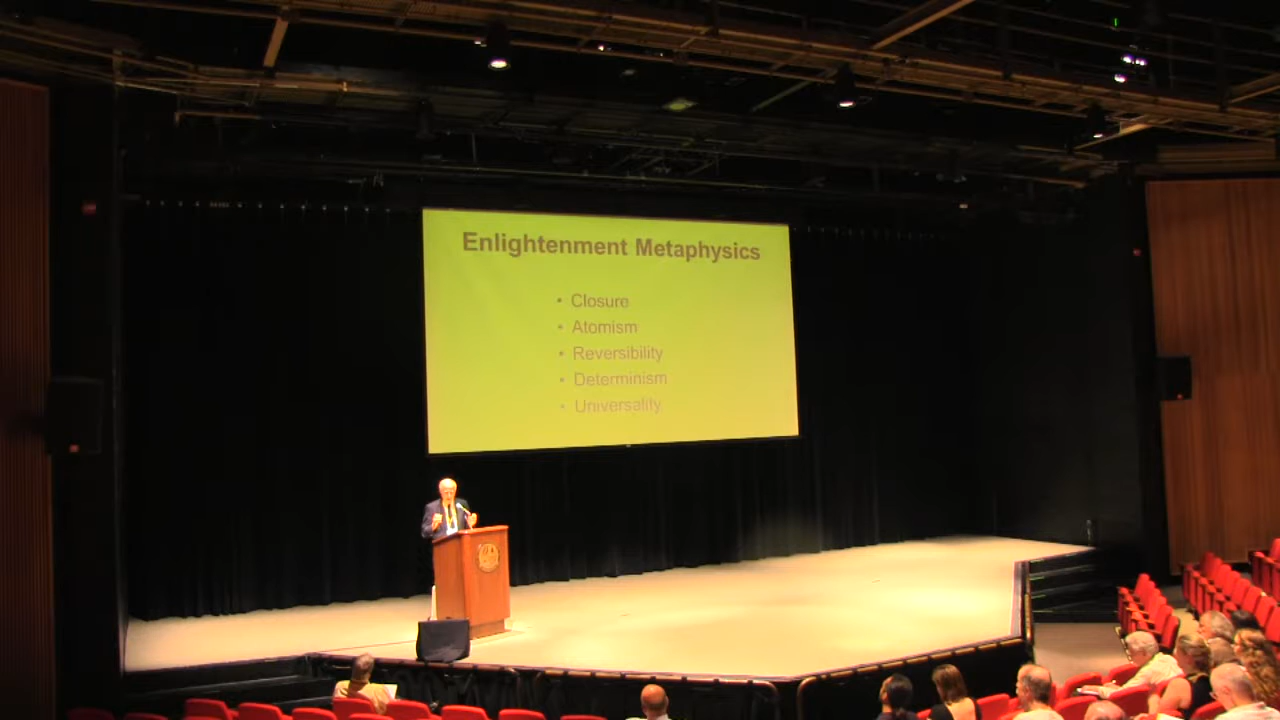 Enlightenment Metaphysics
• Closure
• Atomism
• Reversibility
• Determinism
• Universality